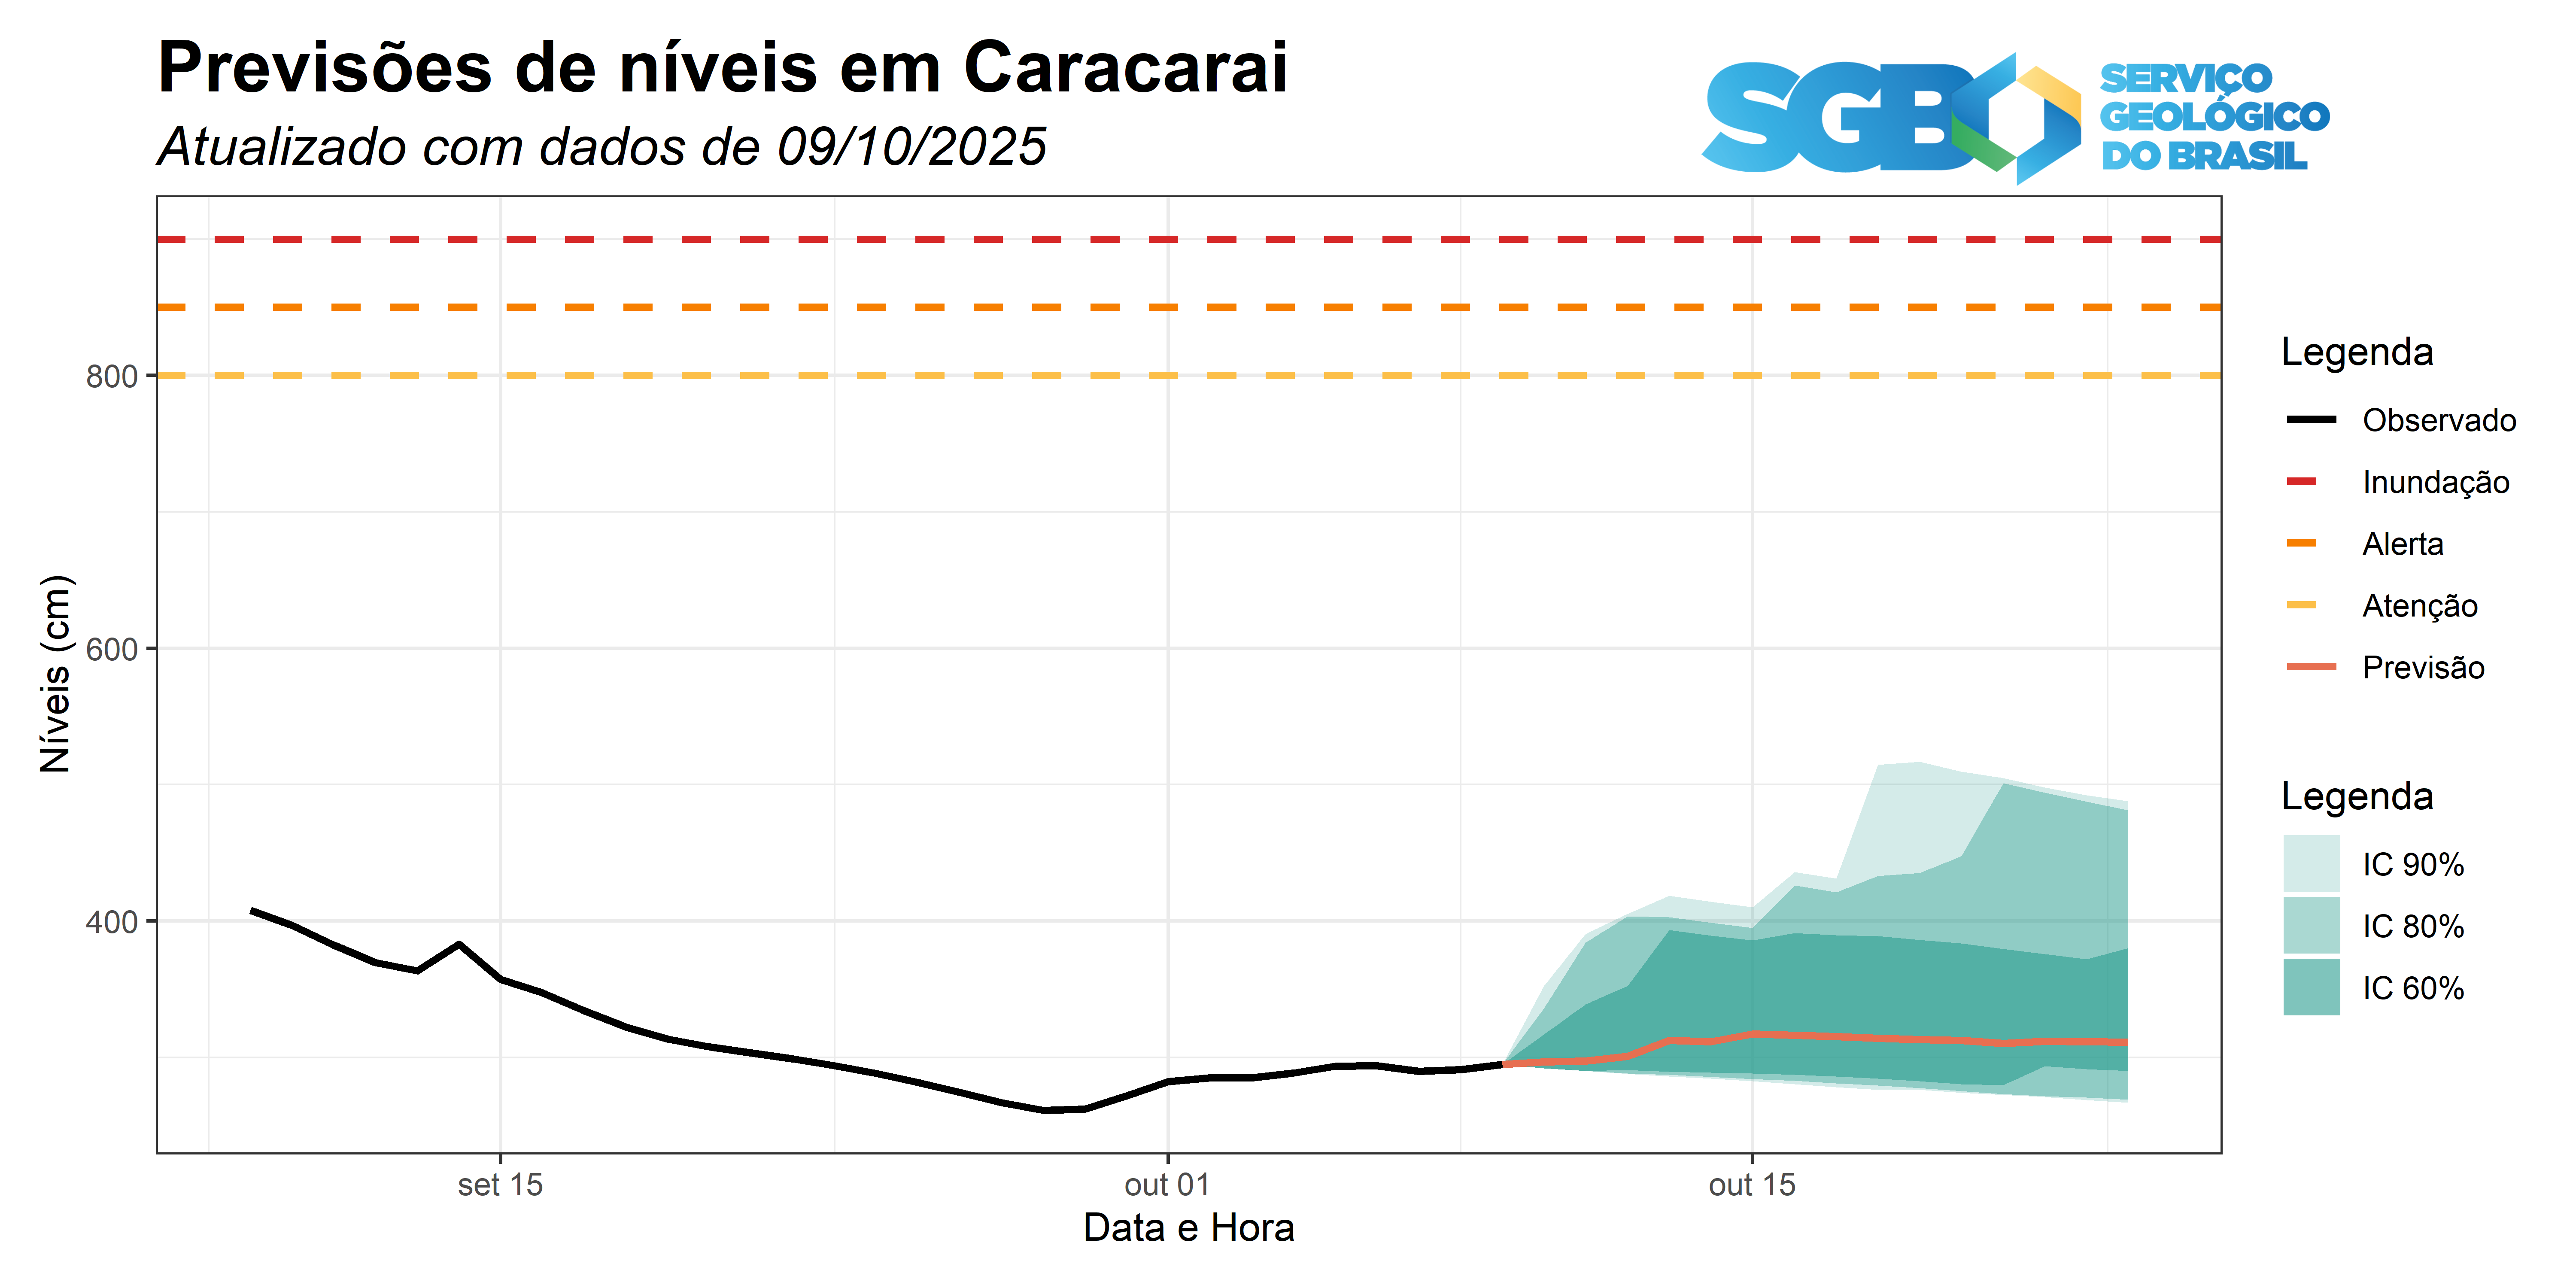 Previsões de níveis em Caracarai
Atualizado com dados de 09/10/2025
SGB
SERVIÇO
GEOLÓGICO
DO BRASIL
Níveis (cm)
800
600
400
set 15
out 01
out 15
Data e Hora
Legenda
Observado
Inundação
Alerta
Atenção
Previsão
Legenda
IC 90%
IC 80%
IC 60%